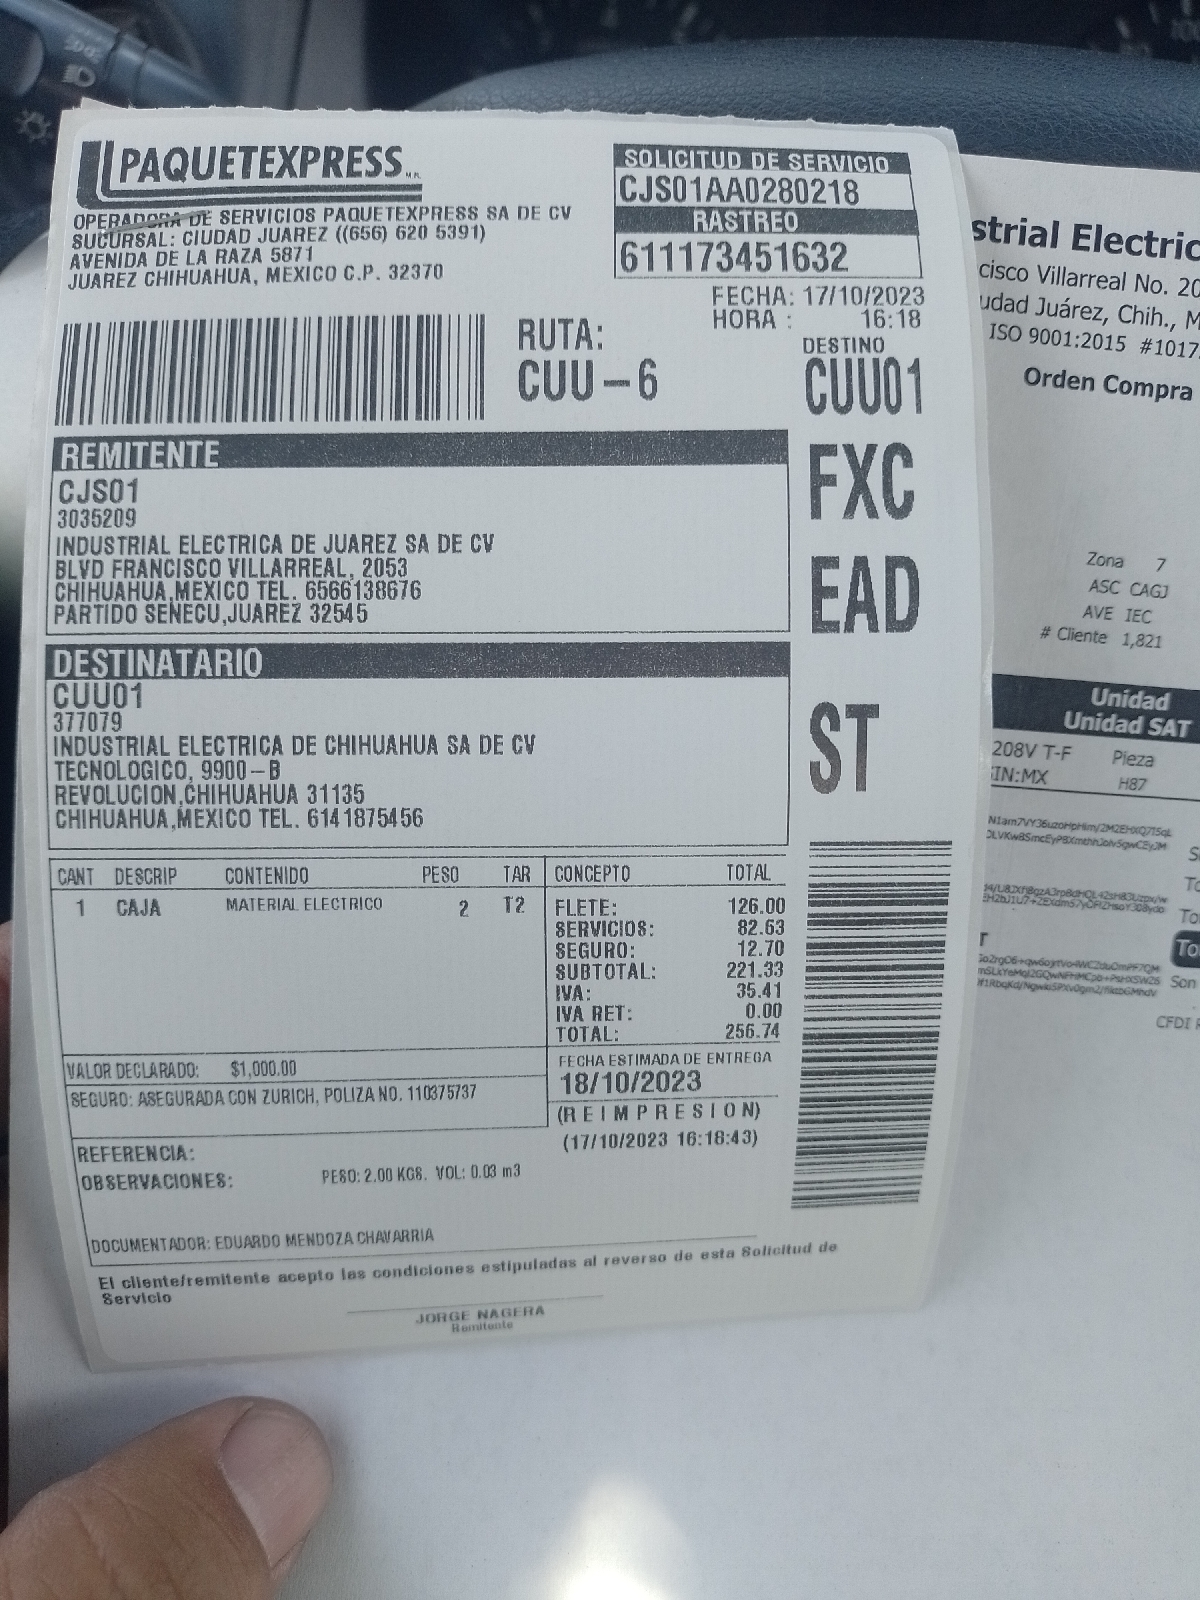 PAQUETEXPRESS
OPERADORA DE SERVICIOS PAQUETEXPRESS SA DE CV
SUCURSAL: CIUDAD JUAREZ ((656) 620 5391)
AVENIDA DE LA RAZA 5871
JUAREZ CHIHUAHUA, MEXICO C.P. 32370
SOLICITUD DE SERVICIO
CJS01AA0280218
RASTREO
611173451632
FECHA: 17/10/2023
HORA : 16:18
RUTA:
CUU-6
DESTINO
CUU01
FXC
EAD
ST
REMITENTE
CJS01
3035209
INDUSTRIAL ELECTRICA DE JUAREZ SA DE CV
BLVD FRANCISCO VILLARREAL, 2053
CHIHUAHUA,MEXICO TEL. 6566138676
PARTIDO SENECU,JUAREZ 32545
DESTINATARIO
CUU01
377079
INDUSTRIAL ELECTRICA DE CHIHUAHUA SA DE CV
TECNOLOGICO, 9900-B
REVOLUCION,CHIHUAHUA 31135
CHIHUAHUA,MEXICO TEL. 6141875456
CANT DESCRIP CONTENIDO PESO TAR
1 CAJA MATERIAL ELECTRICO 2 T2
CONCEPTO TOTAL
FLETE: 126.00
SERVICIOS: 82.63
SEGURO: 12.70
SUBTOTAL: 221.33
IVA: 35.41
IVA RET: 0.00
TOTAL: 256.74
VALOR DECLARADO: $1,000.00
SEGURO: ASEGURADA CON ZURICH, POLIZA NO. 110375737
FECHA ESTIMADA DE ENTREGA
18/10/2023
(REIMPRESION)
(17/10/2023 16:18:43)
REFERENCIA:
OBSERVACIONES: PESO: 2.00 KGS. VOL: 0.03 m3
DOCUMENTADOR: EDUARDO MENDOZA CHAVARRIA
El cliente/remitente acepto las condiciones estipuladas al reverso de esta Solicitud de
Servicio
JORGE NAGERA
Remitente
strial Electric
cisco Villarreal No. 20
udad Juárez, Chih., M
ISO 9001:2015 #1017
Orden Compra
Zona 7
ASC CAGJ
AVE IEC
# Cliente 1,821
Unidad
Unidad SAT
208V T-F Pieza
IN:MX H87
To
Son
CFDI R